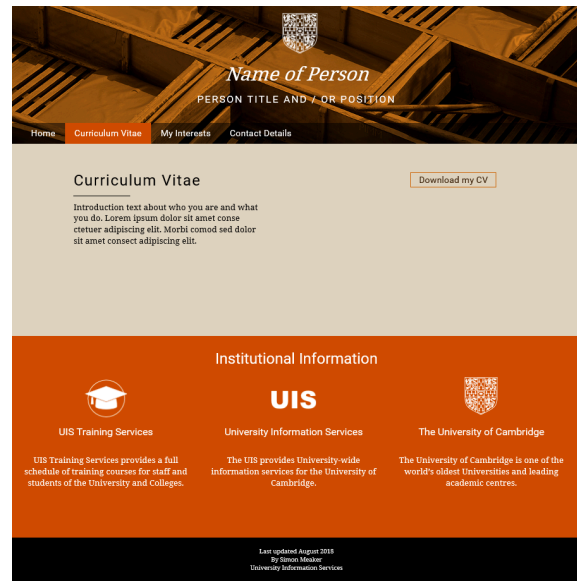 Name of Person
PERSON TITLE AND / OR POSITION
Home Curriculum Vitae My Interests Contact Details
Curriculum Vitae
Download my CV
Introduction text about who you are and what
you do. Lorem ipsum dolor sit amet conse
ctetuer adipiscing elit. Morbi comod sed dolor
sit amet consect adipiscing elit.
Institutional Information
UIS
UIS Training Services
University Information Services
The University of Cambridge
UIS Training Services provides a full
schedule of training courses for staff and
students of the University and Colleges.
The UIS provides University-wide
information services for the University of
Cambridge.
The University of Cambridge is one of the
world's oldest Universities and leading
academic centres.
Last updated August 2018
By Simon Meaker
University Information Services